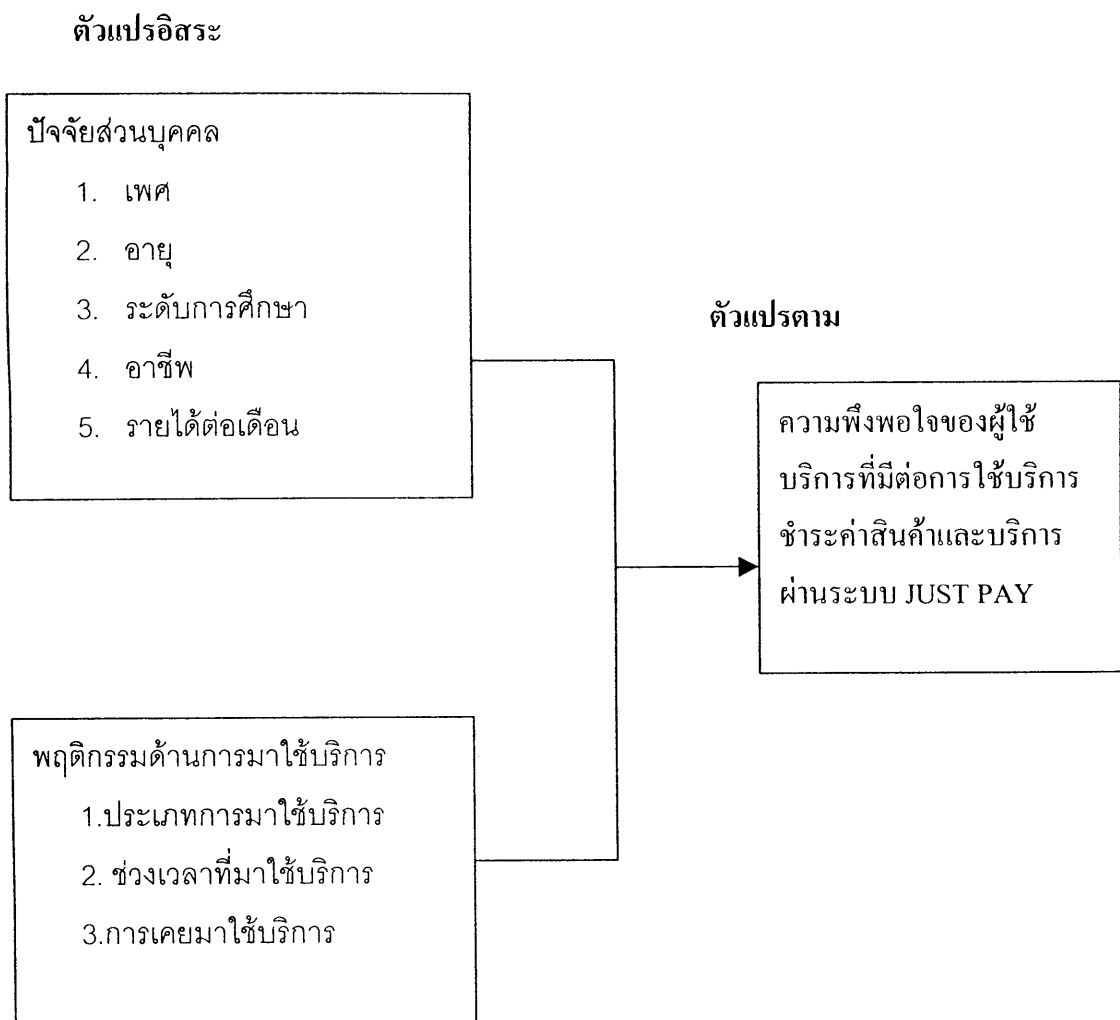 ตัวแปรอิสระ
ปัจจัยส่วนบุคคล
1. เพศ
2. อายุ
3. ระดับการศึกษา
4. อาชีพ
5. รายได้ต่อเดือน
ตัวแปรตาม
ความพึงพอใจของผู้ใช้
บริการที่มีต่อการใช้บริการ
ชำระค่าสินค้าและบริการ
ผ่านระบบ JUST PAY
พฤติกรรมด้านการมาใช้บริการ
1.ประเภทการมาใช้บริการ
2. ช่วงเวลาที่มาใช้บริการ
3.การเคยมาใช้บริการ